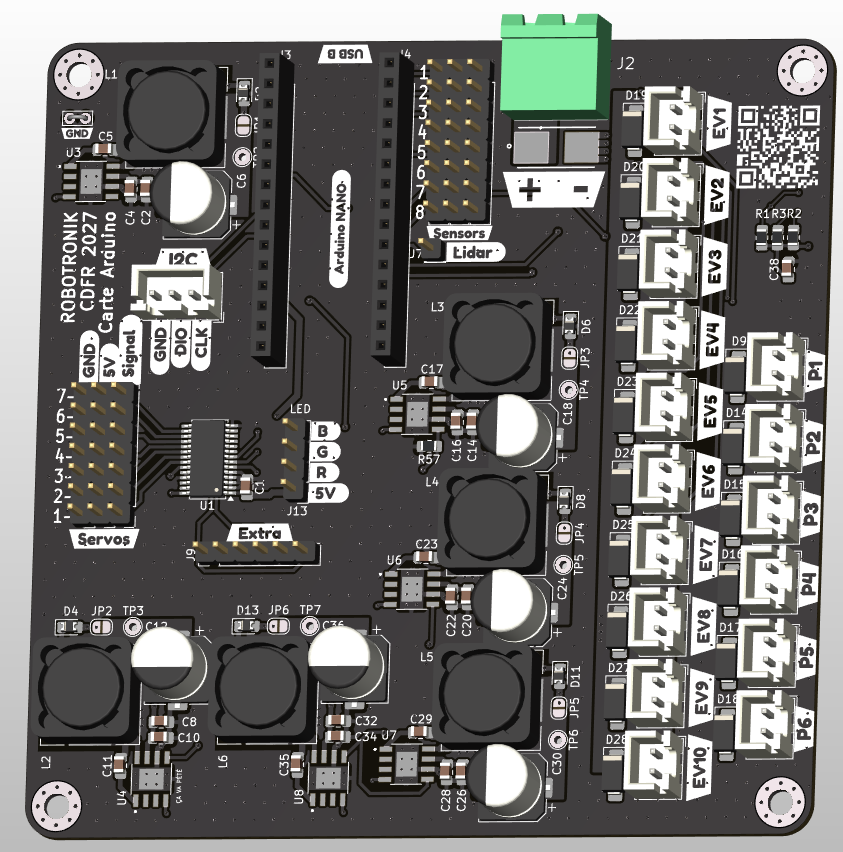 USB B
J3
J4
J2
L1
GND
C5
U3
C4
C2
C6
ROBOTRONIK
CDFR 2027
Carte Arduino
I2C
GND
DIO
CLK
Arduino NANO
1
2
3
4
5
6
7
8
Sensors
Lidar
+
-
D19
EV1
D20
EV2
D21
EV3
D22
EV4
D23
EV5
D24
EV6
D25
EV7
D26
EV8
D27
EV9
D28
EV10
R1
R3
R2
C38
D9
P1
D14
P2
D15
P3
D16
P4
D17
P5
D18
P6
GND
5V
Signal
7-
6-
5-
4-
3-
2-
1-
Servos
U1
C1
LED
B
G
R
5V
J13
Extra
J9
L3
D6
JP3
TP4
C17
U5
C16
C14
C18
R57
L4
D8
JP4
TP5
C23
U6
C22
C20
C24
L5
D11
JP5
TP6
C29
U7
C28
C26
C30
D4
JP2
TP3
C12
L2
C8
C10
C11
U4
ÇA VA PÉTÉ
D13
JP6
TP7
C36
L6
C32
C34
C35
U8